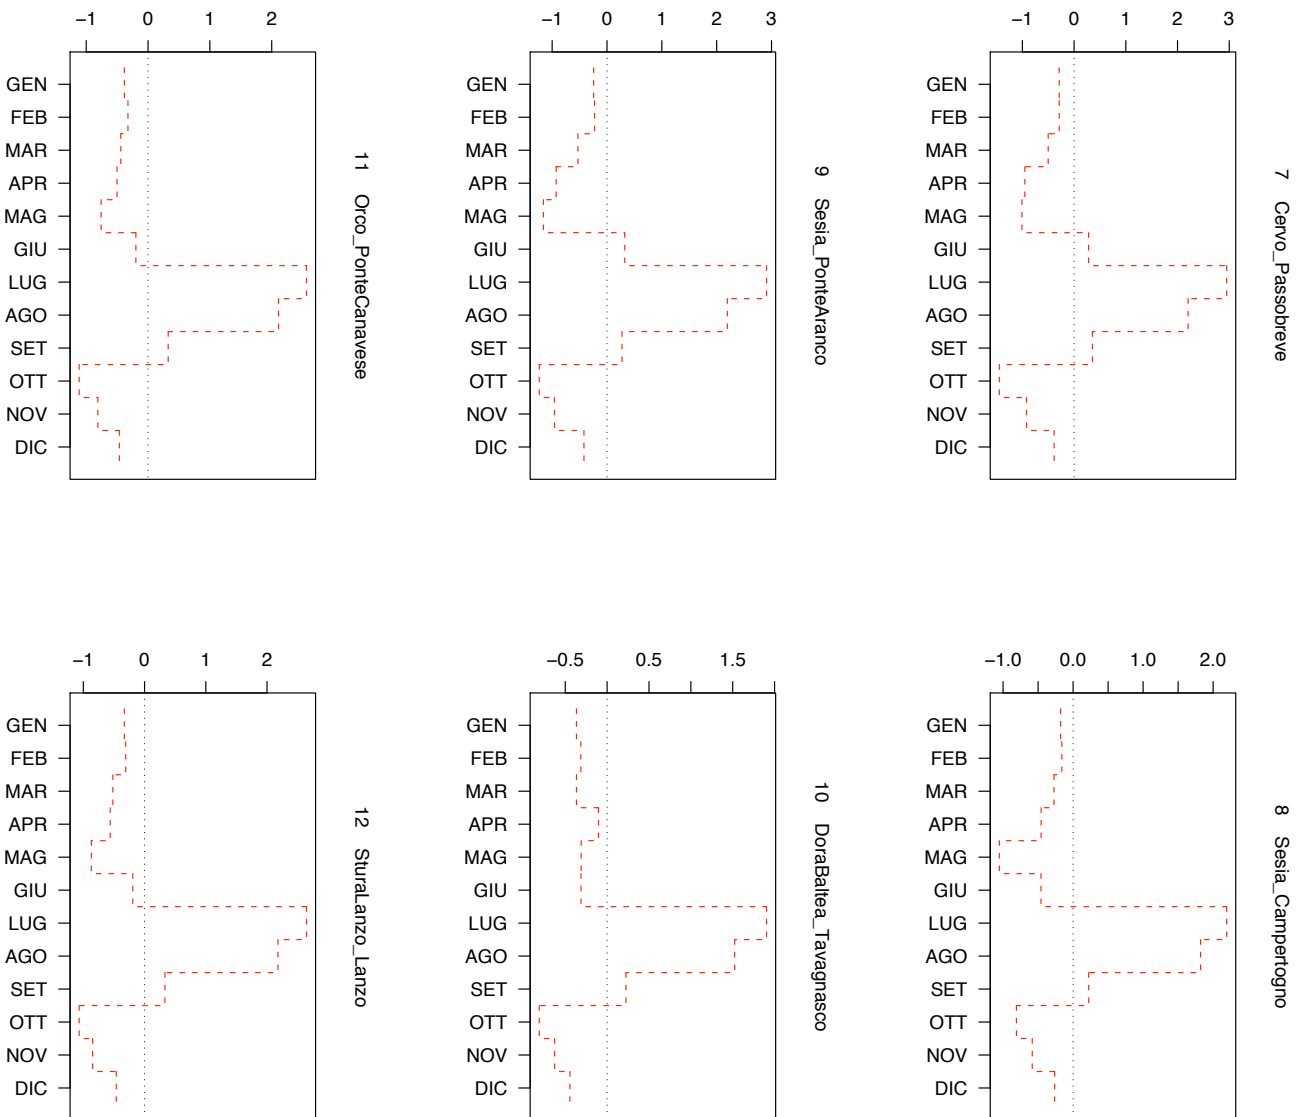 −1 0 1 2
GEN
FEB
MAR
APR
MAG
GIU
LUG
AGO
SET
OTT
NOV
DIC
11 Orco_PonteCanavese
−1 0 1 2 3
GEN
FEB
MAR
APR
MAG
GIU
LUG
AGO
SET
OTT
NOV
DIC
9 Sesia_PonteAranco
−1 0 1 2 3
GEN
FEB
MAR
APR
MAG
GIU
LUG
AGO
SET
OTT
NOV
DIC
7 Cervo_Passobreve
−1 0 1 2
GEN
FEB
MAR
APR
MAG
GIU
LUG
AGO
SET
OTT
NOV
DIC
12 SturaLanzo_Lanzo
−0.5 0.5 1.5
GEN
FEB
MAR
APR
MAG
GIU
LUG
AGO
SET
OTT
NOV
DIC
10 DoraBaltea_Tavagnasco
−1.0 0.0 1.0 2.0
GEN
FEB
MAR
APR
MAG
GIU
LUG
AGO
SET
OTT
NOV
DIC
8 Sesia_Campertogno